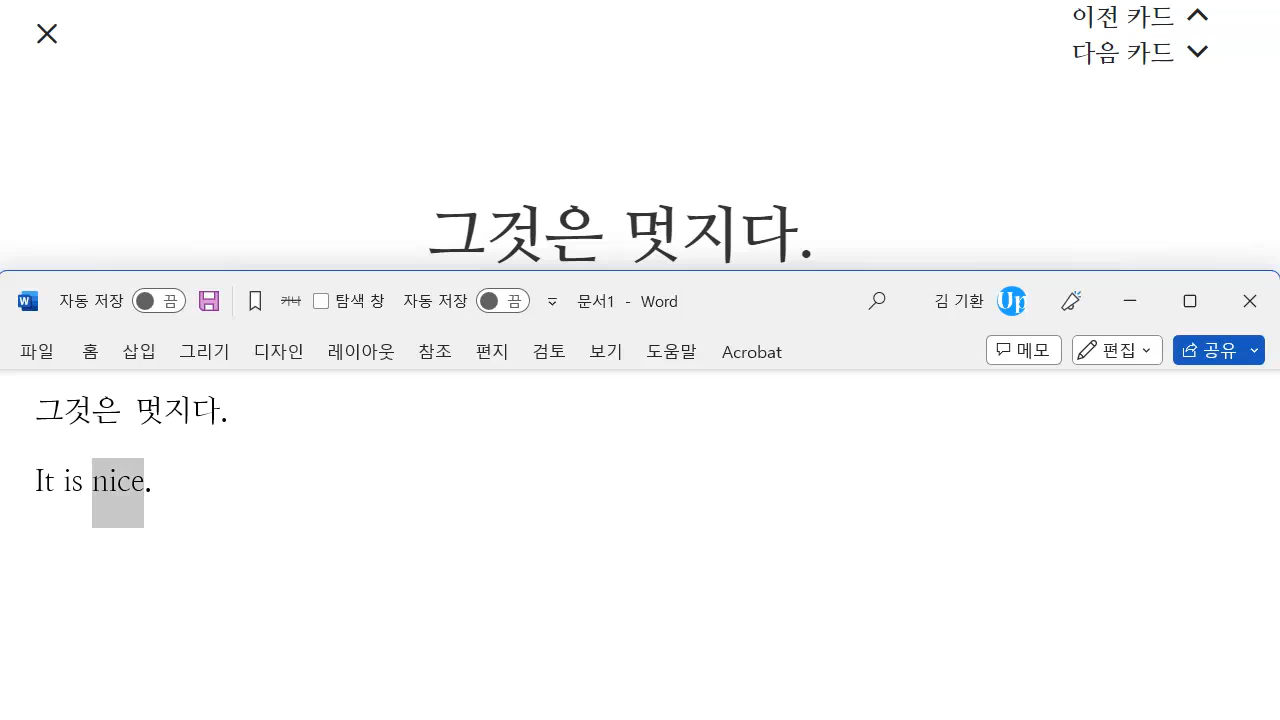 이전 카드
다음 카드
그것은 멋지다.
자동 저장 끔 가나 탐색 창 자동 저장 끔 문서1 - Word 김 기환 Up
파일 홈 삽입 그리기 디자인 레이아웃 참조 편지 검토 보기 도움말 Acrobat 메모 편집 공유
그것은 멋지다.
It is nice.